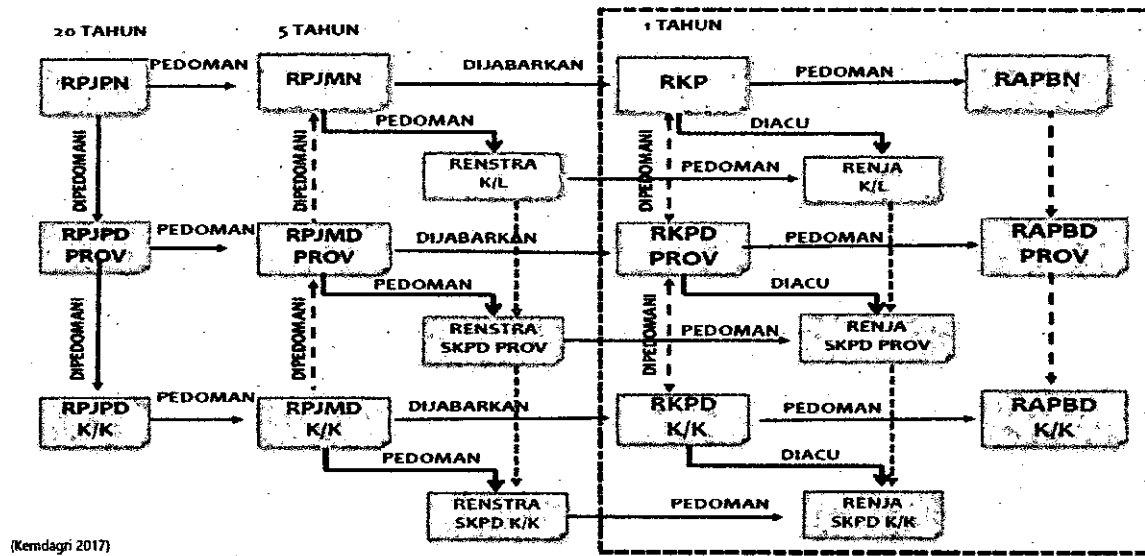 20 TAHUN
5 TAHUN
1 TAHUN
RPJPN
PEDOMAN
RPJMN
DIJABARKAN
RKP
PEDOMAN
RAPBN
DIPEDOMANI
DIPEDOMANI
PEDOMAN
RENSTRA
K/L
PEDOMAN
DIPEDOMANI
DIACU
RENJA
K/L
RPJPD
PROV
PEDOMAN
RPJMD
PROV
DIJABARKAN
RKPD
PROV
PEDOMAN
RAPBD
PROV
DIPEDOMANI
DIPEDOMANI
PEDOMAN
RENSTRA
SKPD PROV
PEDOMAN
DIPEDOMANI
DIACU
RENJA
SKPD PROV
RPJPD
K/K
PEDOMAN
RPJMD
K/K
DIJABARKAN
RKPD
K/K
PEDOMAN
RAPBD
K/K
PEDOMAN
RENSTRA
SKPD K/K
PEDOMAN
DIACU
RENJA
SKPD K/K
(Kemdagri 2017)